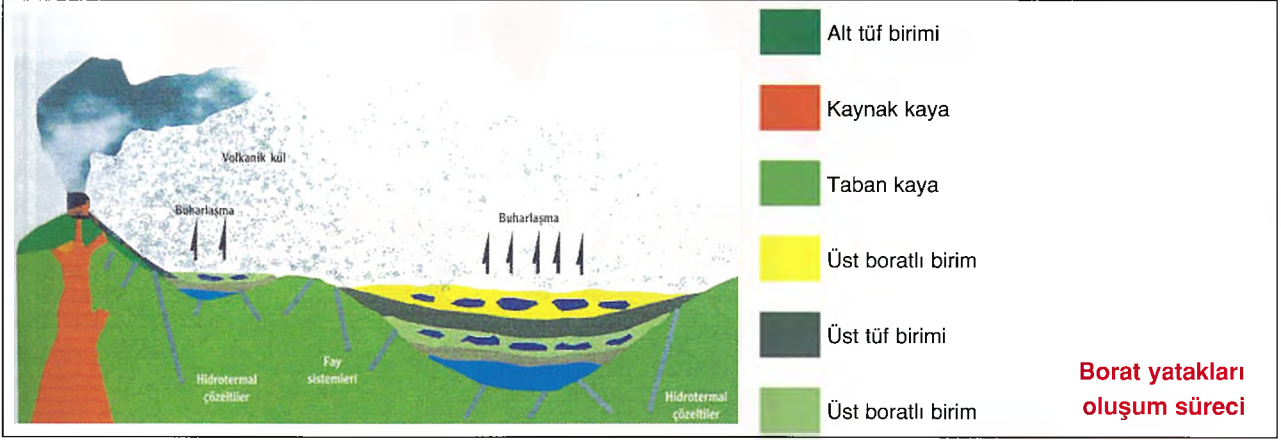 Volkanik kül
Buharlaşma
Buharlaşma
Hidrotermal
çözeltiler
Fay
sistemleri
Hidrotermal
çözeltiler
Alt tüf birimi
Kaynak kaya
Taban kaya
Üst boratlı birim
Üst tüf birimi
Üst boratlı birim
Borat yatakları
oluşum süreci